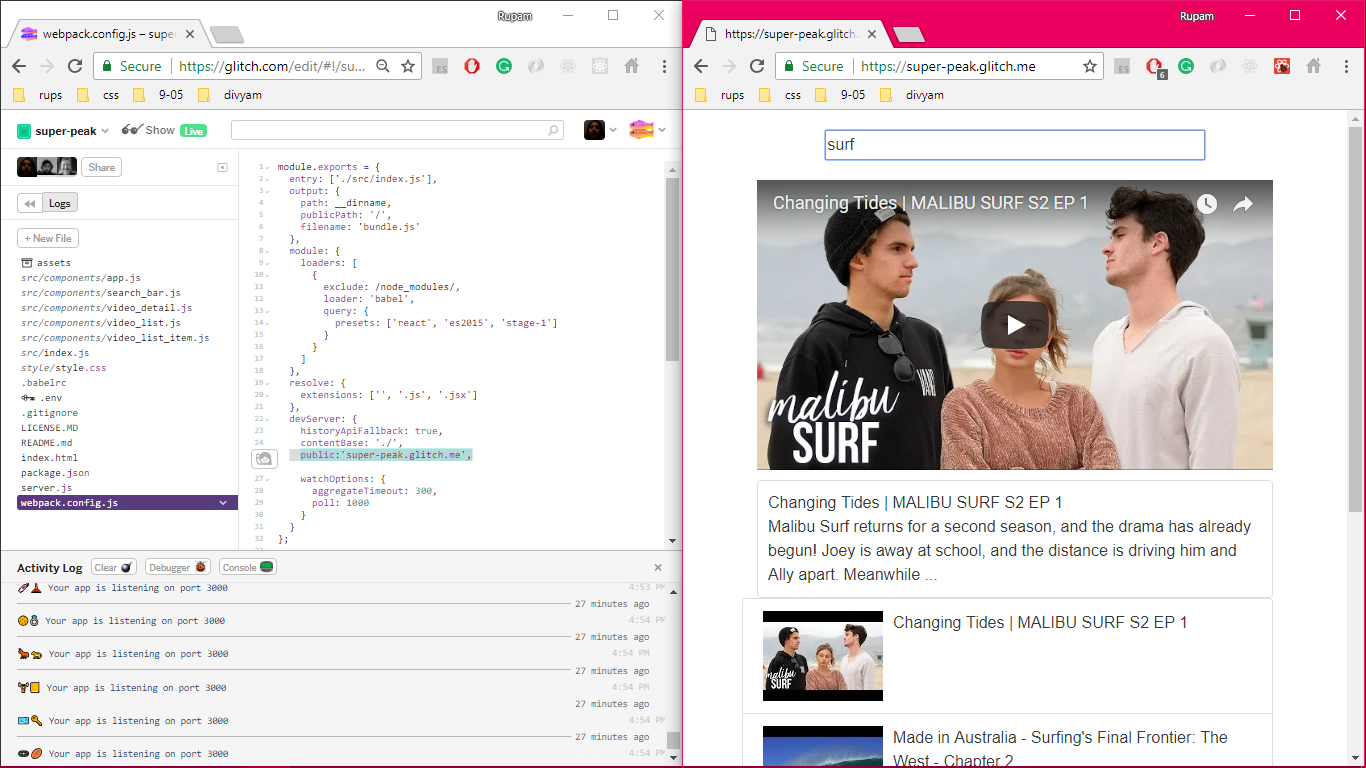 Rupam
webpack.config.js – supe
Secure https://glitch.com/edit/#!/su...
rups css 9-05 divyam
super-peak Show Live
Share
Logs
+ New File
assets
src/components/app.js
src/components/search_bar.js
src/components/video_detail.js
src/components/video_list.js
src/components/video_list_item.js
src/index.js
style/style.css
.babelrc
.env
.gitignore
LICENSE.MD
README.md
index.html
package.json
server.js
webpack.config.js
1 module.exports = {
2 entry: ['./src/index.js'],
3 output: {
4 path: __dirname,
5 publicPath: '/',
6 filename: 'bundle.js'
7 },
8 module: {
9 loaders: [
10 {
11 exclude: /node_modules/,
12 loader: 'babel',
13 query: {
14 presets: ['react', 'es2015', 'stage-1']
15 }
16 }
17 ]
18 },
19 resolve: {
20 extensions: ['', '.js', '.jsx']
21 },
22 devServer: {
23 historyApiFallback: true,
24 contentBase: './',
public:'super-peak.glitch.me',
27 watchOptions: {
28 aggregateTimeout: 300,
29 poll: 1000
30 }
31 }
32 };
Activity Log Clear Debugger Console
Your app is listening on port 3000 4:53 PM
27 minutes ago
Your app is listening on port 3000 4:54 PM
27 minutes ago
Your app is listening on port 3000 4:54 PM
27 minutes ago
Your app is listening on port 3000 4:54 PM
27 minutes ago
Your app is listening on port 3000 4:54 PM
27 minutes ago
Your app is listening on port 3000 4:54 PM
Rupam
https://super-peak.glitch.
Secure https://super-peak.glitch.me
6
rups css 9-05 divyam
surf
Changing Tides | MALIBU SURF S2 EP 1
malibu
SURF
VANS
Changing Tides | MALIBU SURF S2 EP 1
Malibu Surf returns for a second season, and the drama has already
begun! Joey is away at school, and the distance is driving him and
Ally apart. Meanwhile ...
malibu
SURF
Changing Tides | MALIBU SURF S2 EP 1
Made in Australia - Surfing's Final Frontier: The
West - Chapter 2